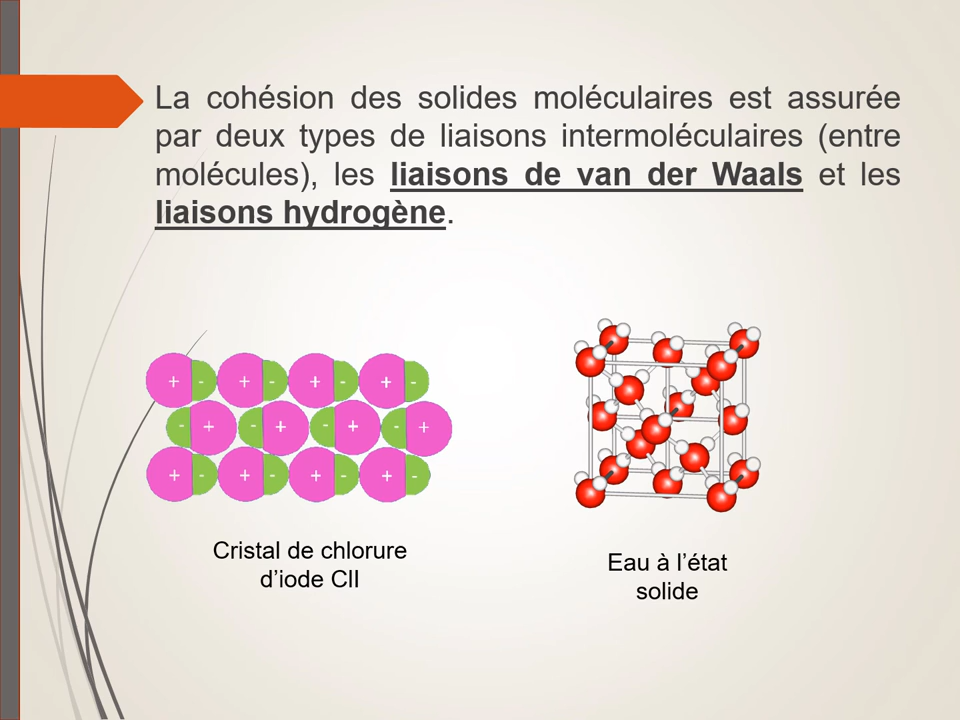 La cohésion des solides moléculaires est assurée
par deux types de liaisons intermoléculaires (entre
molécules), les liaisons de van der Waals et les
liaisons hydrogène.
+ - + - + - + -
- + - + - + - +
+ - + - + - + -
Cristal de chlorure
d’iode ClI
Eau à l’état
solide